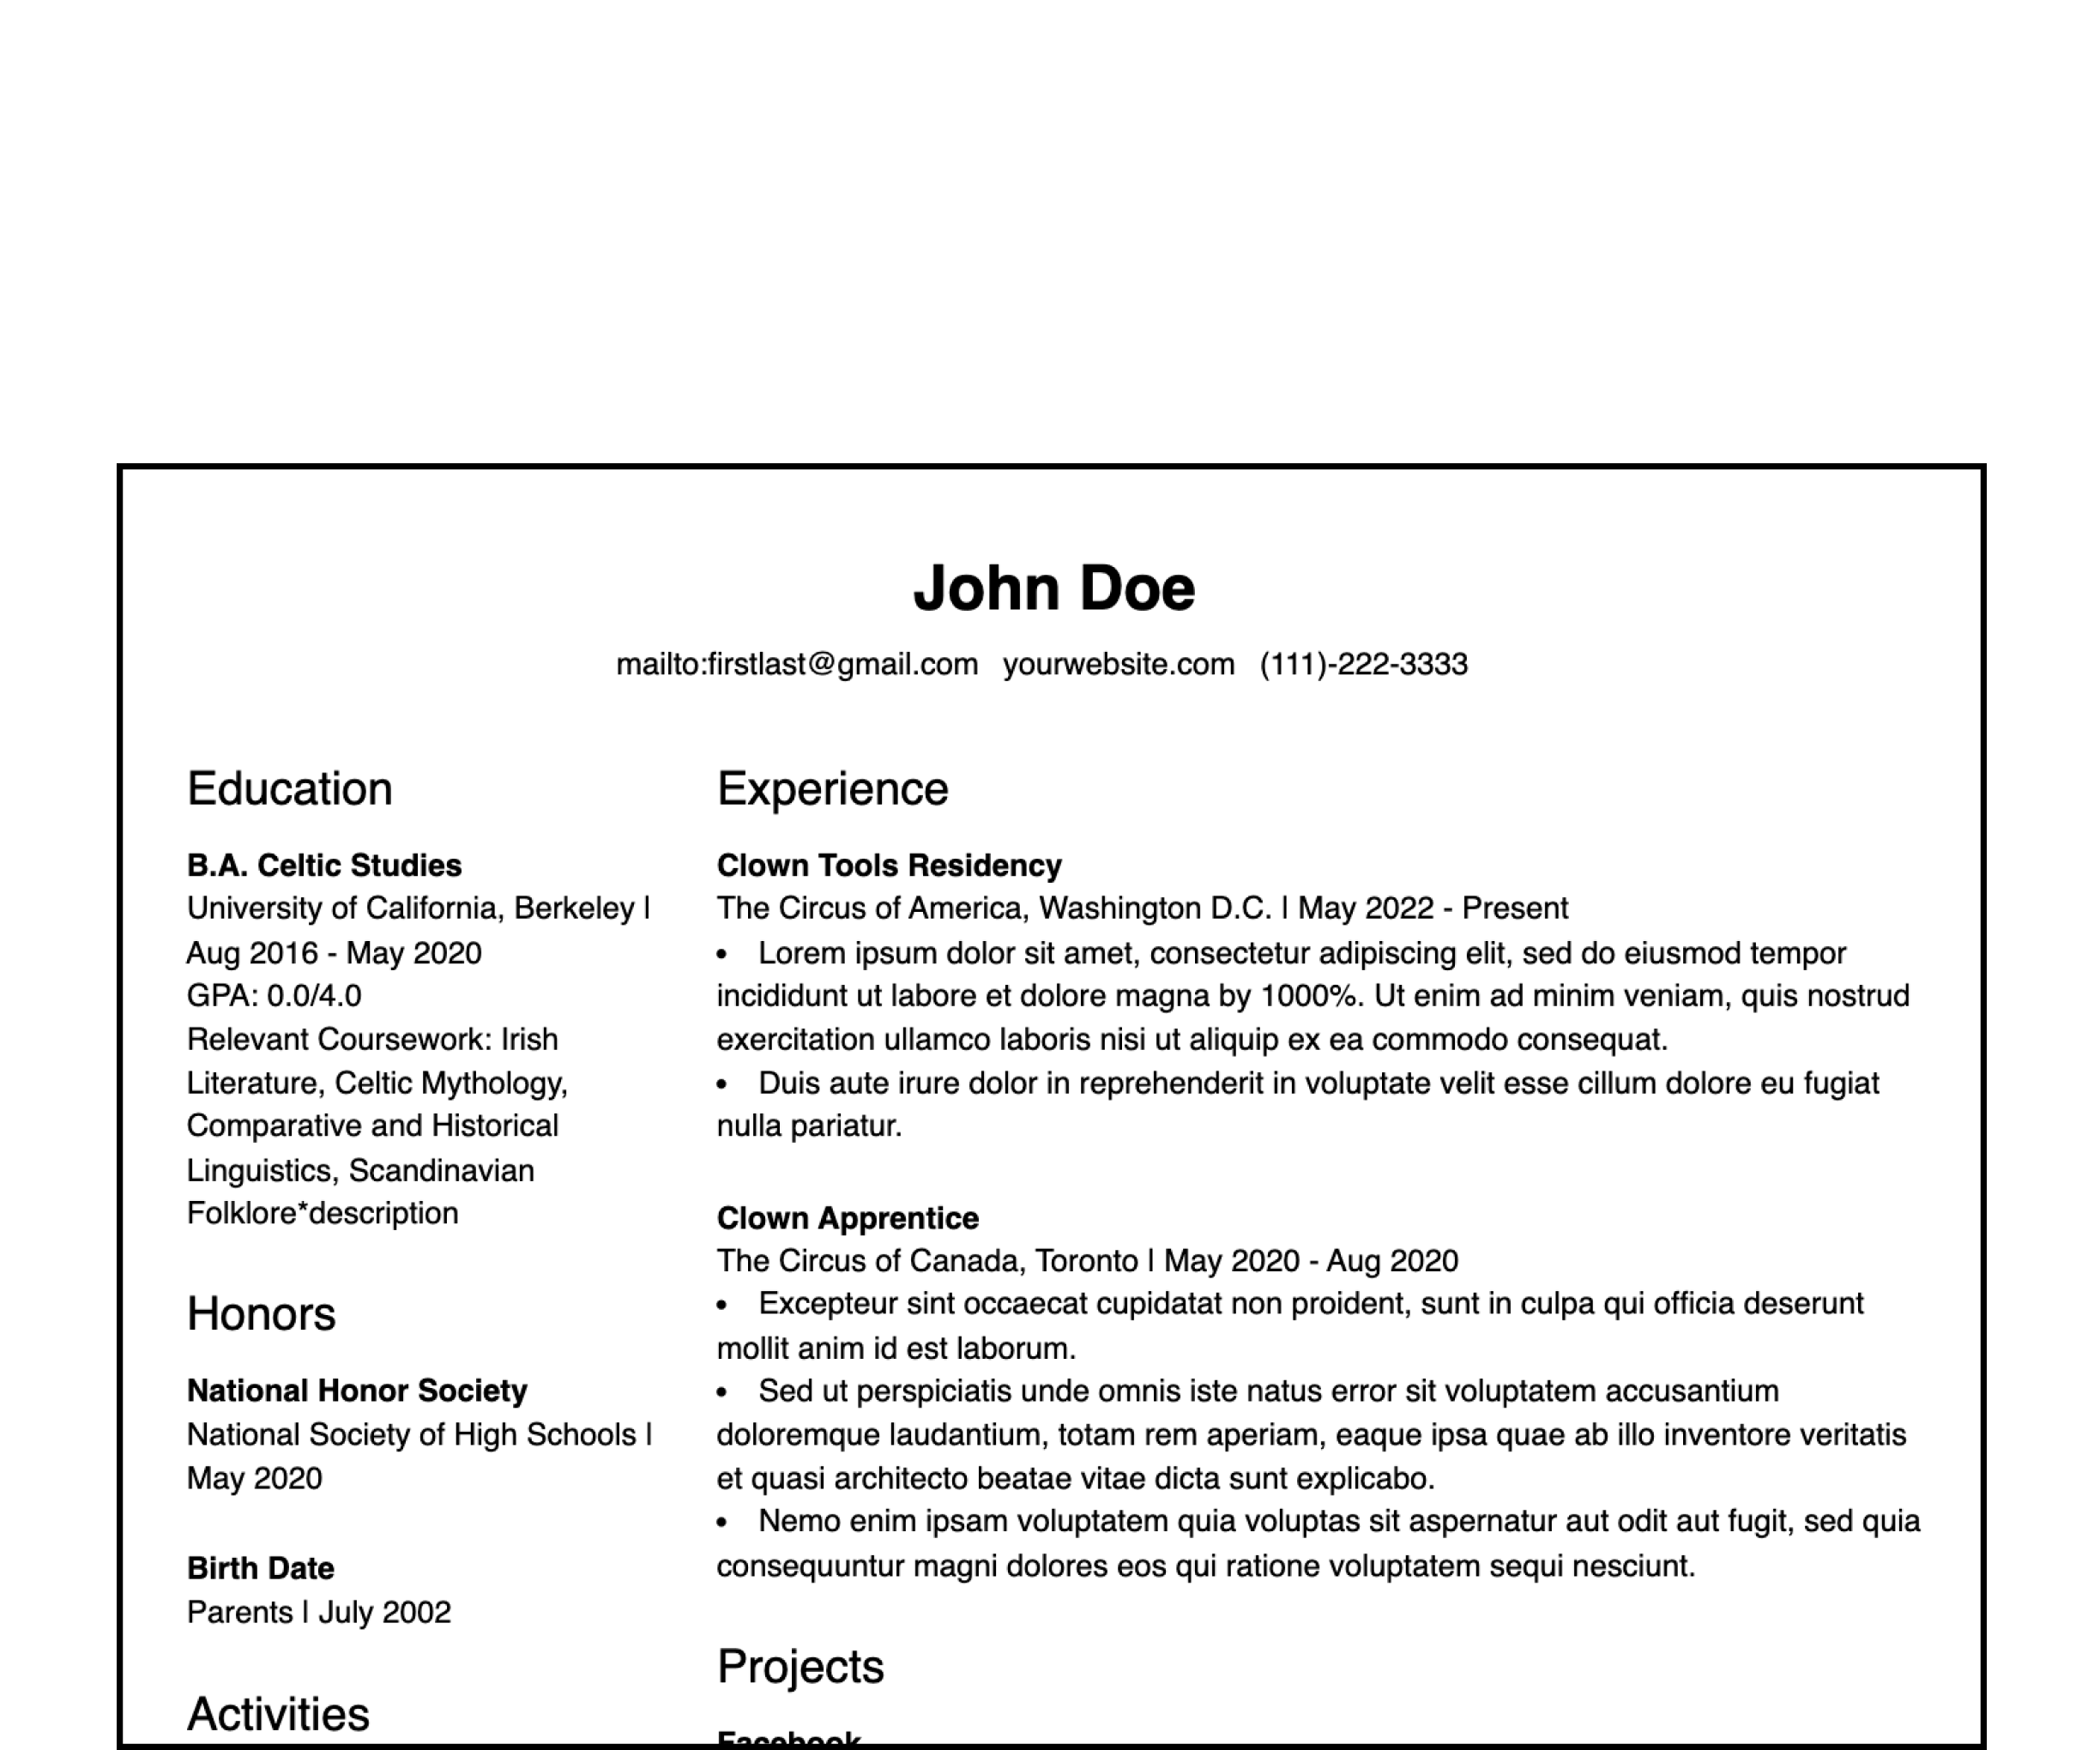 John Doe
mailto:firstlast@gmail.com yourwebsite.com (111)-222-3333
Education
B.A. Celtic Studies
University of California, Berkeley |
Aug 2016 - May 2020
GPA: 0.0/4.0
Relevant Coursework: Irish
Literature, Celtic Mythology,
Comparative and Historical
Linguistics, Scandinavian
Folklore*description
Honors
National Honor Society
National Society of High Schools |
May 2020
Birth Date
Parents | July 2002
Activities
Experience
Clown Tools Residency
The Circus of America, Washington D.C. | May 2022 - Present
• Lorem ipsum dolor sit amet, consectetur adipiscing elit, sed do eiusmod tempor
incididunt ut labore et dolore magna by 1000%. Ut enim ad minim veniam, quis nostrud
exercitation ullamco laboris nisi ut aliquip ex ea commodo consequat.
• Duis aute irure dolor in reprehenderit in voluptate velit esse cillum dolore eu fugiat
nulla pariatur.
Clown Apprentice
The Circus of Canada, Toronto | May 2020 - Aug 2020
• Excepteur sint occaecat cupidatat non proident, sunt in culpa qui officia deserunt
mollit anim id est laborum.
• Sed ut perspiciatis unde omnis iste natus error sit voluptatem accusantium
doloremque laudantium, totam rem aperiam, eaque ipsa quae ab illo inventore veritatis
et quasi architecto beatae vitae dicta sunt explicabo.
• Nemo enim ipsam voluptatem quia voluptas sit aspernatur aut odit aut fugit, sed quia
consequuntur magni dolores eos qui ratione voluptatem sequi nesciunt.
Projects
Facebook